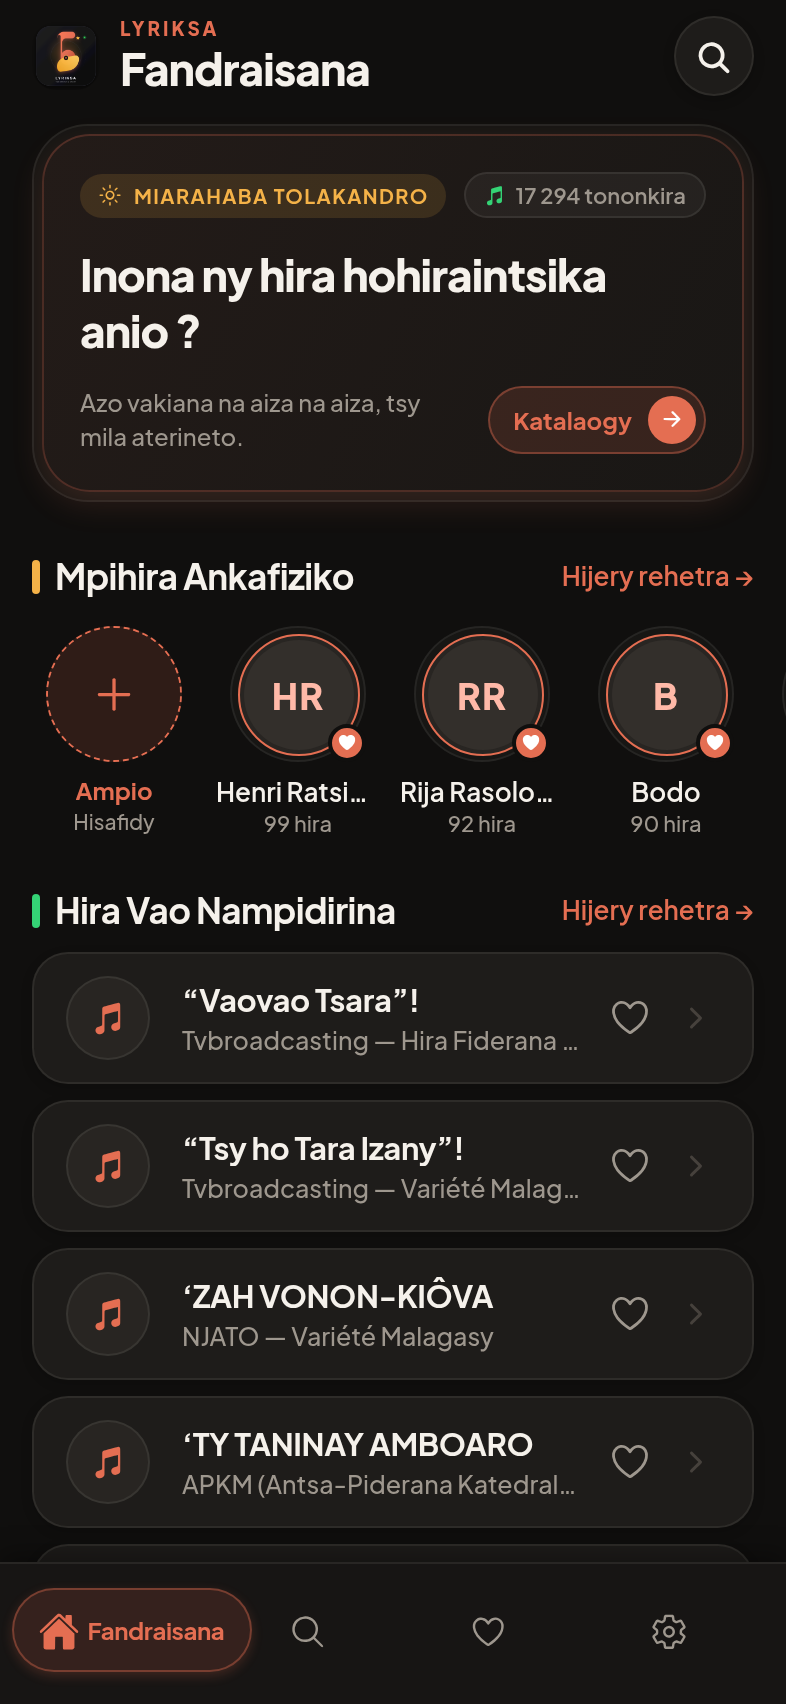 LYRIKSA
Fandraisana
MIARAHABA TOLAKANDRO
17 294 tononkira
Inona ny hira hohiraintsika
anio ?
Azo vakiana na aiza na aiza, tsy
mila aterineto.
Katalaogy →
Mpihira Ankafiziko
Hijery rehetra →
HR
RR
B
Ampio
Henri Ratsi...
Rija Rasolo...
Bodo
Hisafidy
99 hira
92 hira
90 hira
Hira Vao Nampidirina
Hijery rehetra →
“Vaovao Tsara”!
Tvbroadcasting — Hira Fiderana ...
“Tsy ho Tara Izany”!
Tvbroadcasting — Variété Malag...
‘ZAH VONON-KIÔVA
NJATO — Variété Malagasy
‘TY TANINAY AMBOARO
APKM (Antsa-Piderana Katedral...
Fandraisana